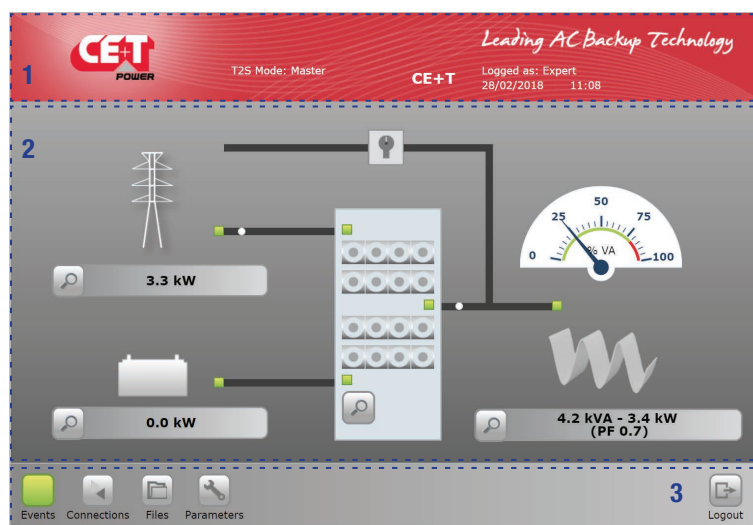 1
CE+T
POWER
T2S Mode: Master
CE+T
Leading AC Backup Technology
Logged as: Expert
28/02/2018 11:08
2
3.3 kW
0.0 kW
0
25
50
75
100
% VA
4.2 kVA - 3.4 kW
(PF 0.7)
Events
Connections
Files
Parameters
3
Logout